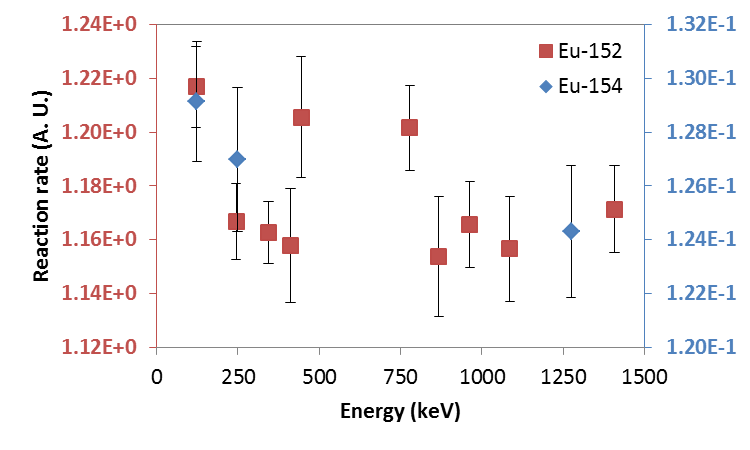 1.24E+0
1.22E+0
1.20E+0
1.18E+0
1.16E+0
1.14E+0
1.12E+0
Reaction rate (A. U.)
Eu-152
Eu-154
1.32E-1
1.30E-1
1.28E-1
1.26E-1
1.24E-1
1.22E-1
1.20E-1
0 250 500 750 1000 1250 1500
Energy (keV)